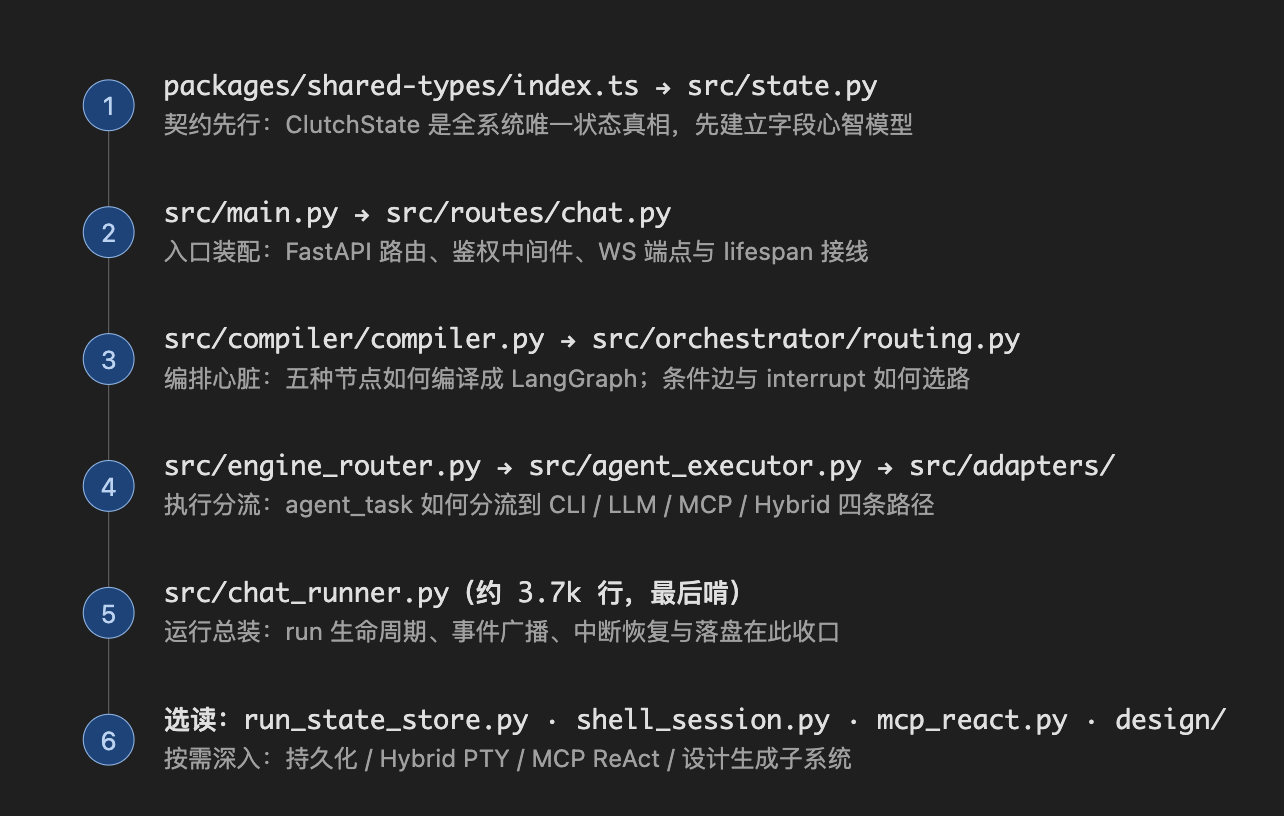 1
packages/shared-types/index.ts → src/state.py
契约先行：ClutchState 是全系统唯一状态真相，先建立字段心智模型
2
src/main.py → src/routes/chat.py
入口装配：FastAPI 路由、鉴权中间件、WS 端点与 lifespan 接线
3
src/compiler/compiler.py → src/orchestrator/routing.py
编排心脏：五种节点如何编译成 LangGraph；条件边与 interrupt 如何选路
4
src/engine_router.py → src/agent_executor.py → src/adapters/
执行分流：agent_task 如何分流到 CLI / LLM / MCP / Hybrid 四条路径
5
src/chat_runner.py（约 3.7k 行，最后啃）
运行总装：run 生命周期、事件广播、中断恢复与落盘在此收口
6
选读：run_state_store.py · shell_session.py · mcp_react.py · design/
按需深入：持久化 / Hybrid PTY / MCP ReAct / 设计生成子系统